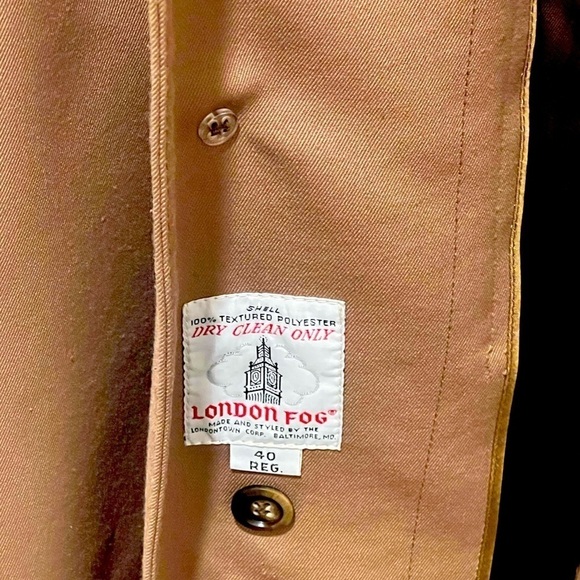 SHELL
100% TEXTURED POLYESTER
DRY CLEAN ONLY
LONDON FOG®
MADE AND STYLED BY THE
LONDONTOWN CORP. BALTIMORE, MD.
40
REG.